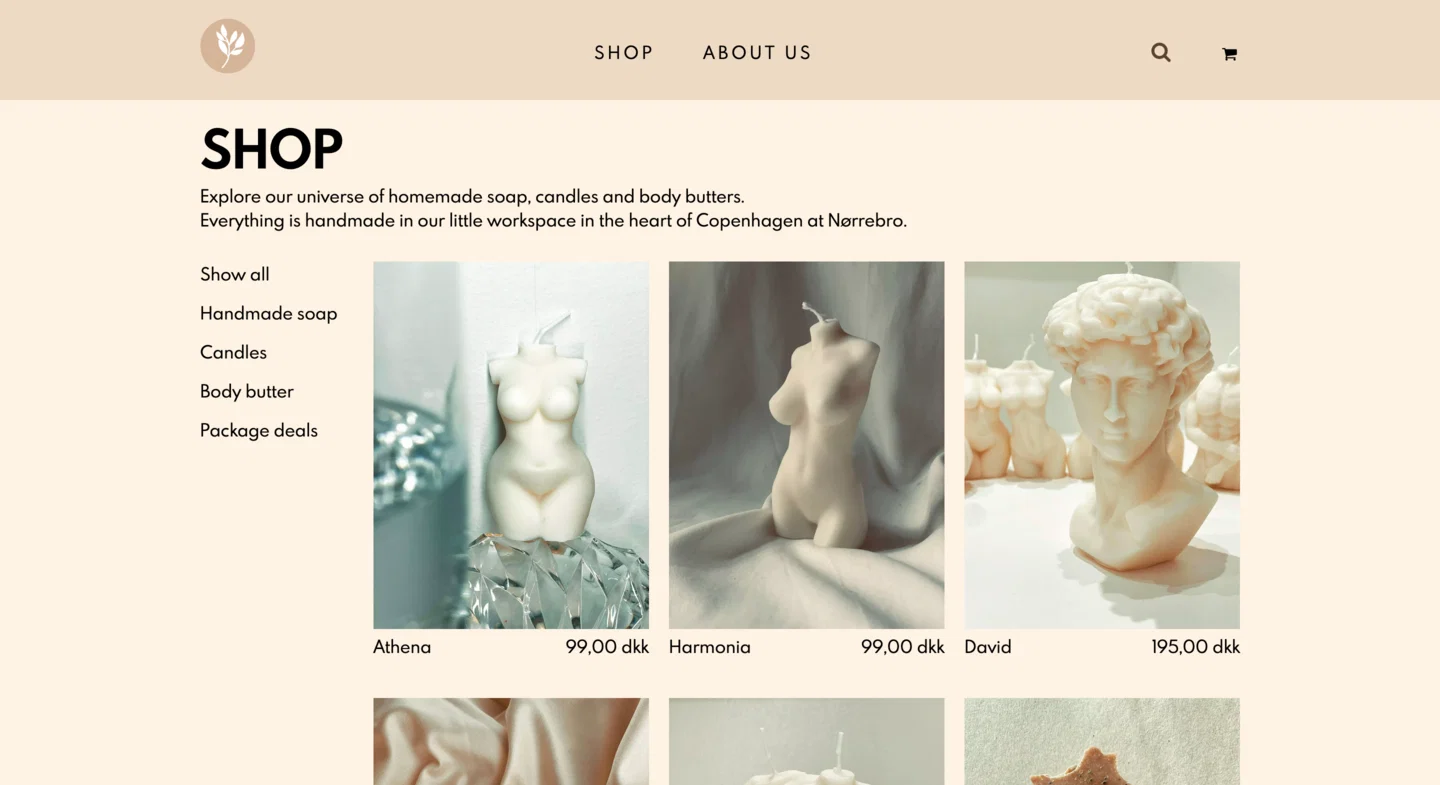 SHOP
ABOUT US
SHOP
Explore our universe of homemade soap, candles and body butters.
Everything is handmade in our little workspace in the heart of Copenhagen at Nørrebro.
Show all
Handmade soap
Candles
Body butter
Package deals
Athena
99,00 dkk
Harmonia
99,00 dkk
David
195,00 dkk